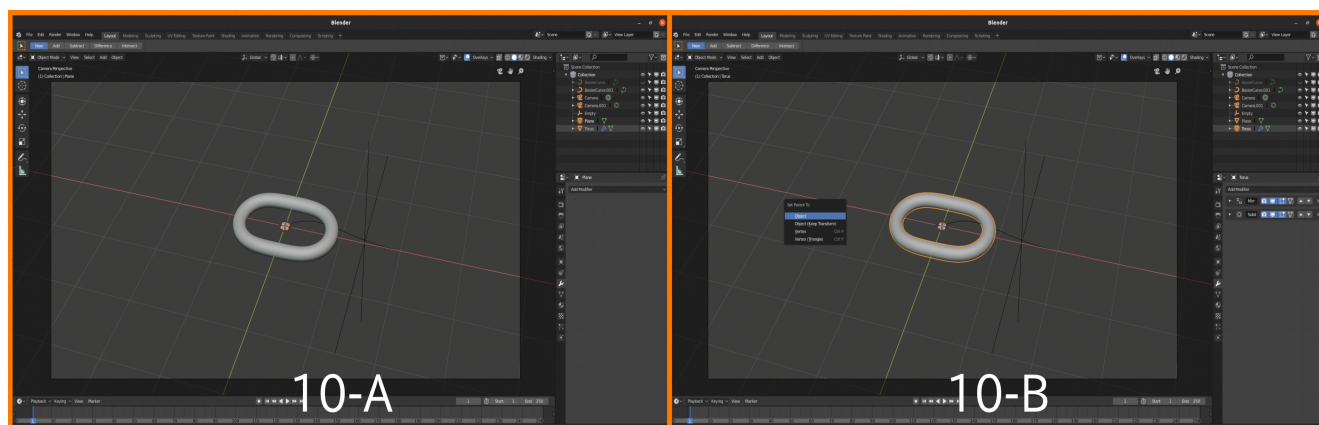 Blender
File Edit Render Window Help Layout Modeling Sculpting UV Editing Texture Paint Shading Animation Rendering Compositing Scripting + Scene View Layer
New Add Subtract Difference Intersect
Object Mode View Select Add Object Global Overlays Shading
Camera Perspective
(1) Collection | Plane
Scene Collection
Collection
BezierCurve
BezierCurve.001
Camera
Camera.001
Empty
Plane
Torus
Plane
Add Modifier
10-A
Playback Keying View Marker 1 Start 1 End 250
Blender
File Edit Render Window Help Layout Modeling Sculpting UV Editing Texture Paint Shading Animation Rendering Compositing Scripting + Scene View Layer
New Add Subtract Difference Intersect
Object Mode View Select Add Object Global Overlays Shading
Camera Perspective
(1) Collection | Torus
Scene Collection
Collection
BezierCurve
BezierCurve.001
Camera
Camera.001
Empty
Plane
Torus
Torus
Add Modifier
Mirr
Subd
Set Parent To
Object
Object (Keep Transform)
Vertex Ctrl P
Vertex (Triangle) Ctrl P
10-B
Playback Keying View Marker 1 Start 1 End 250